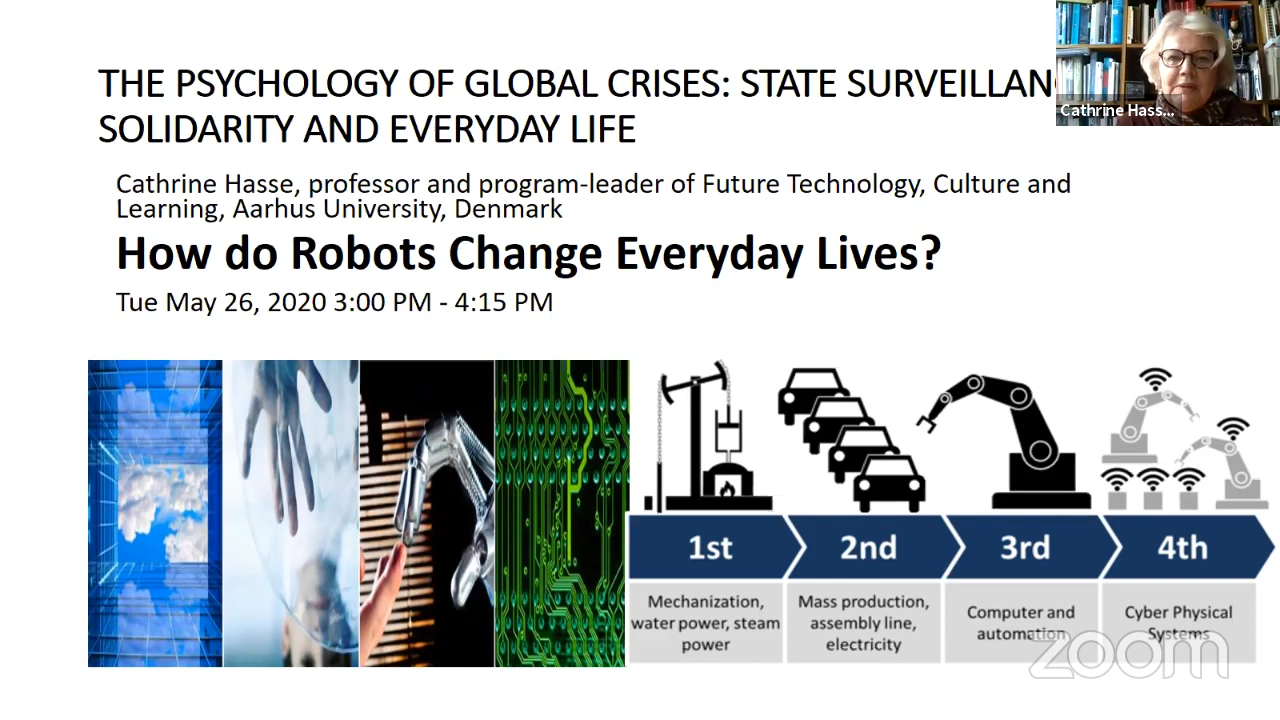 THE PSYCHOLOGY OF GLOBAL CRISES: STATE SURVEILLAN
SOLIDARITY AND EVERYDAY LIFE
Cathrine Hass...
Cathrine Hasse, professor and program-leader of Future Technology, Culture and
Learning, Aarhus University, Denmark
How do Robots Change Everyday Lives?
Tue May 26, 2020 3:00 PM - 4:15 PM
1st
2nd
3rd
4th
Mechanization,
water power, steam
power
Mass production,
assembly line,
electricity
Computer and
automation
Cyber Physical
Systems
zoom